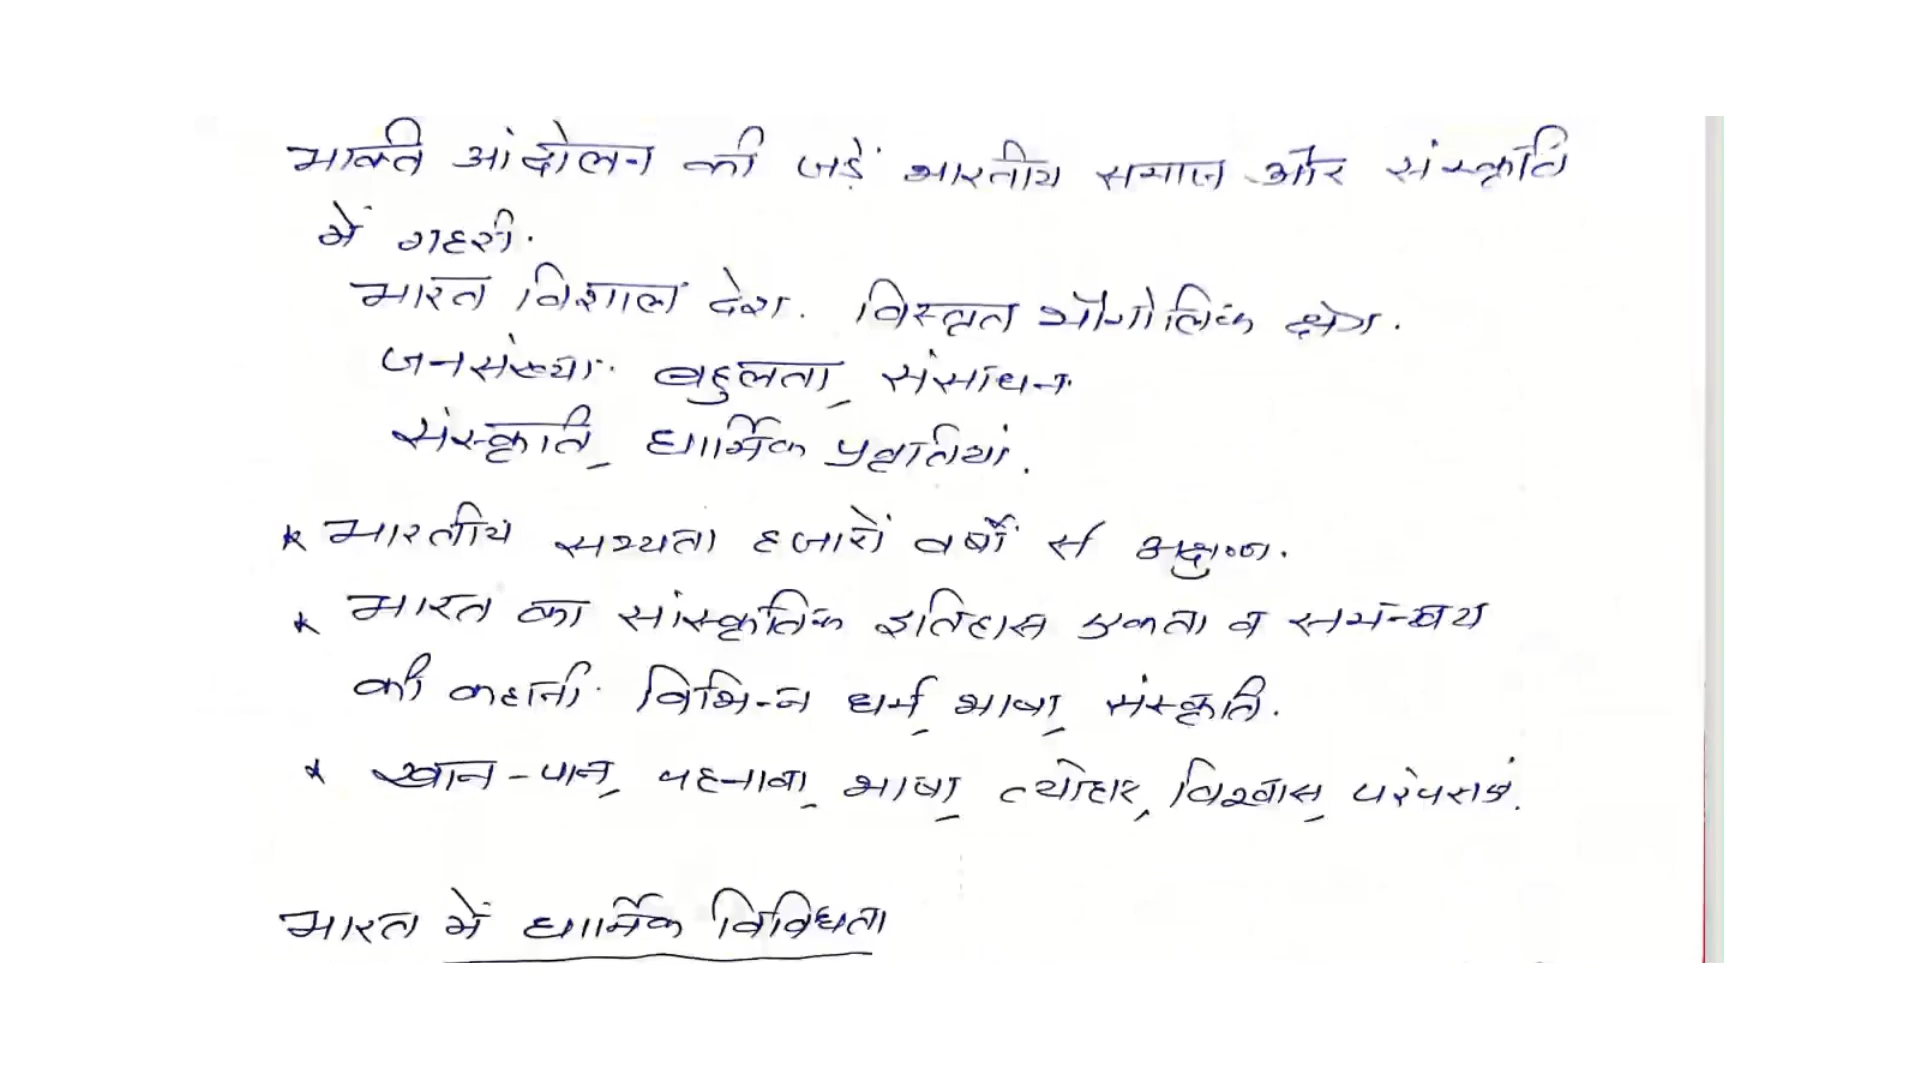 भक्ति आंदोलन की जड़ें भारतीय समाज और संस्कृति
में गहरी.
भारत विशाल देश. विस्तृत भौगोलिक क्षेत्र.
जनसंख्या. बहुलता, संसाधन
संस्कृति, धार्मिक प्रवृतियां.
* भारतीय सभ्यता हजारों वर्षों से अक्षुण्ण.
* भारत का सांस्कृतिक इतिहास एकता व समन्वय
की कहानी. विभिन्न धर्म, भाषा, संस्कृति.
* खान-पान, पहनावा, भाषा, त्योहार, विश्वास, परंपराएं.
भारत में धार्मिक विविधता